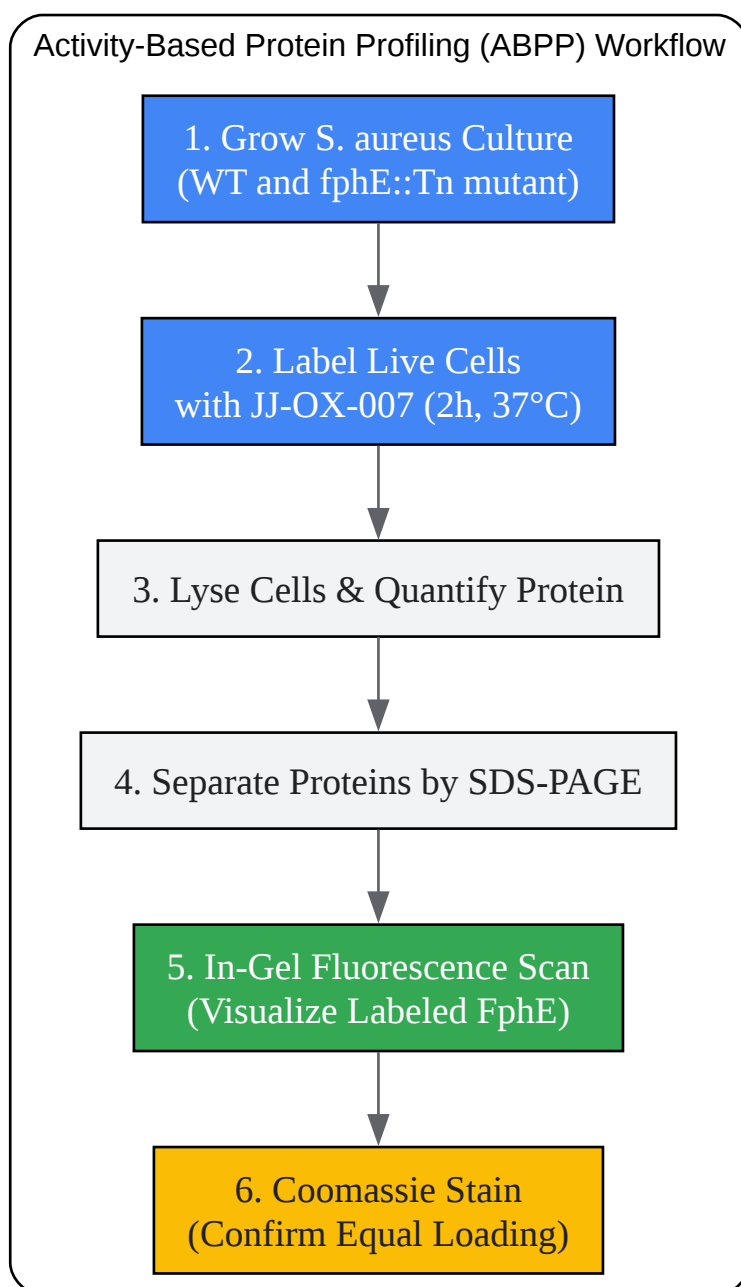 Activity-Based Protein Profiling (ABPP) Workflow
1. Grow S. aureus Culture
(WT and fphE::Tn mutant)
2. Label Live Cells
with JJ-OX-007 (2h, 37°C)
3. Lyse Cells & Quantify Protein
4. Separate Proteins by SDS-PAGE
5. In-Gel Fluorescence Scan
(Visualize Labeled FphE)
6. Coomassie Stain
(Confirm Equal Loading)